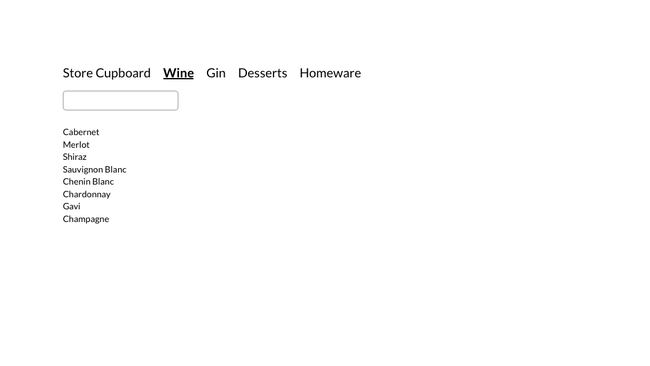 Store Cupboard Wine Gin Desserts Homeware
Cabernet
Merlot
Shiraz
Sauvignon Blanc
Chenin Blanc
Chardonnay
Gavi
Champagne